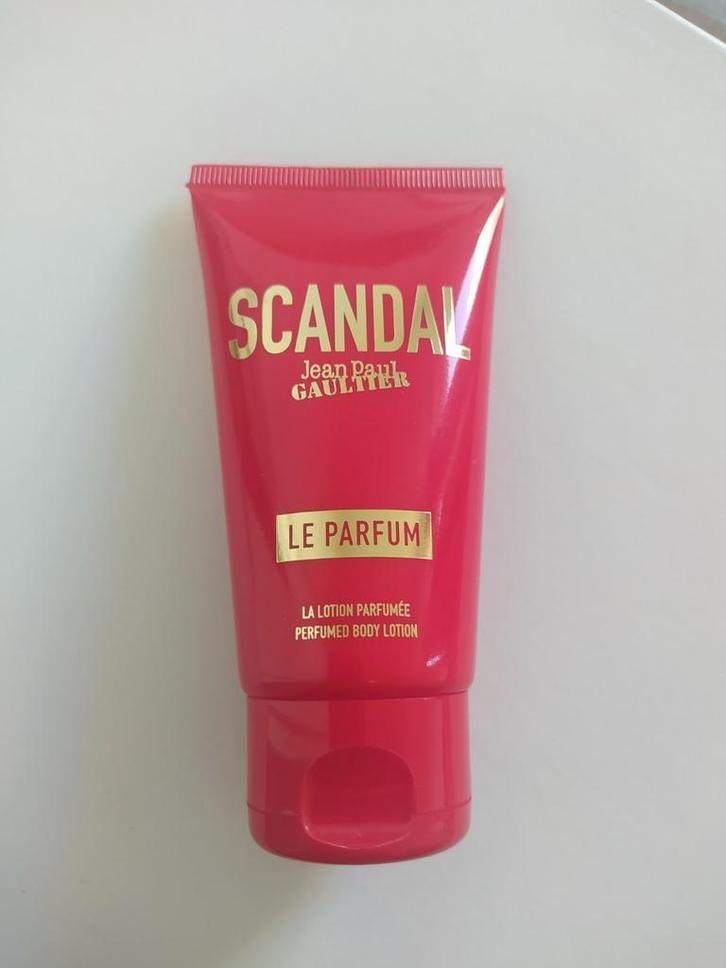 SCANDAL
Jean Paul
GAULTIER
LE PARFUM
LA LOTION PARFUMÉE
PERFUMED BODY LOTION